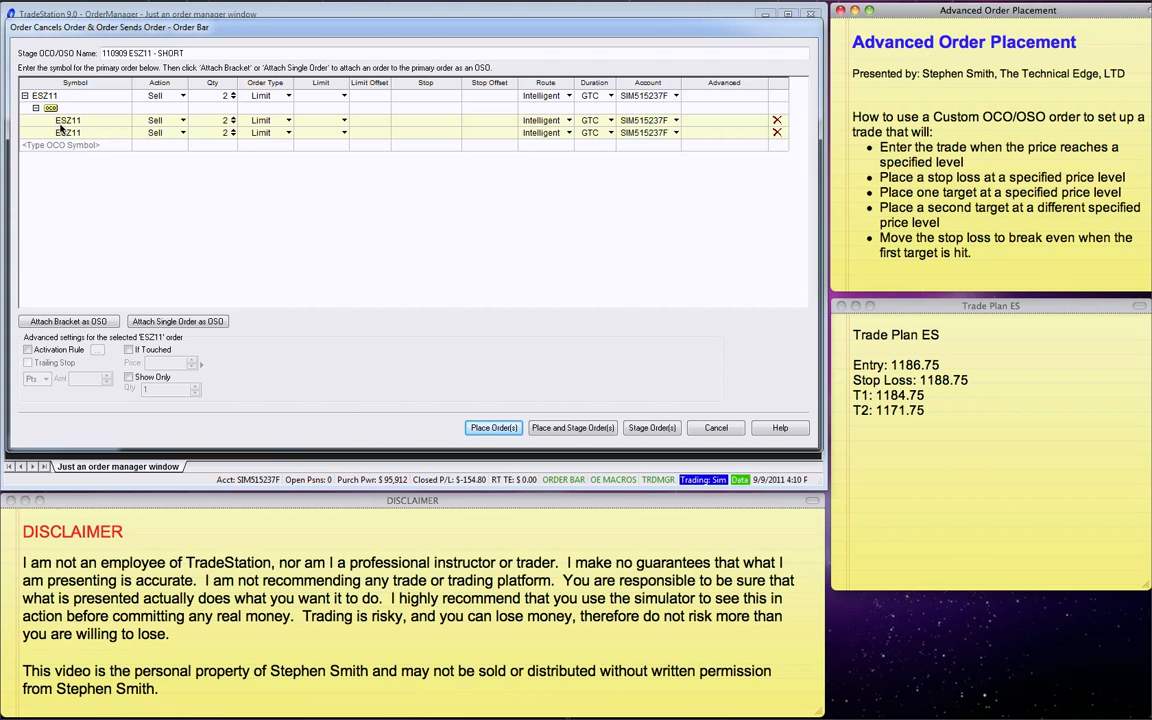 TradeStation 9.0 - OrderManager - Just an order manager window
Order Cancels Order & Order Sends Order - Order Bar
Stage OCO/OSO Name: 110909 ESZ11 - SHORT
Enter the symbol for the primary order below. Then click 'Attach Bracket' or 'Attach Single Order' to attach an order to the primary order as an OSO.
Symbol Action Qty Order Type Limit Limit Offset Stop Stop Offset Route Duration Account Advanced
ESZ11 Sell 2 Limit Intelligent GTC SIM515237F
OCO
ESZ11 Sell 2 Limit Intelligent GTC SIM515237F
ESZ11 Sell 2 Limit Intelligent GTC SIM515237F
<Type OCO Symbol>
Attach Bracket as OSO Attach Single Order as OSO
Advanced settings for the selected 'ESZ11' order
Activation Rule ... If Touched
Trailing Stop Price
Pts Amt Show Only
Qty 1
Place Order(s) Place and Stage Order(s) Stage Order(s) Cancel Help
Just an order manager window
Acct: SIM515237F Open Psns: 0 Purch Pwr: $ 95,912 Closed P/L: $-154.80 RT TE: $ 0.00 ORDER BAR OE MACROS TRDMGR Trading: Sim Data 9/9/2011 4:10 P
Advanced Order Placement
Advanced Order Placement
Presented by: Stephen Smith, The Technical Edge, LTD
How to use a Custom OCO/OSO order to set up a
trade that will:
• Enter the trade when the price reaches a
specified level
• Place a stop loss at a specified price level
• Place one target at a specified price level
• Place a second target at a different specified
price level
• Move the stop loss to break even when the
first target is hit.
Trade Plan ES
Trade Plan ES
Entry: 1186.75
Stop Loss: 1188.75
T1: 1184.75
T2: 1171.75
DISCLAIMER
DISCLAIMER
I am not an employee of TradeStation, nor am I a professional instructor or trader. I make no guarantees that what I
am presenting is accurate. I am not recommending any trade or trading platform. You are responsible to be sure that
what is presented actually does what you want it to do. I highly recommend that you use the simulator to see this in
action before committing any real money. Trading is risky, and you can lose money, therefore do not risk more than
you are willing to lose.
This video is the personal property of Stephen Smith and may not be sold or distributed without written permission
from Stephen Smith.